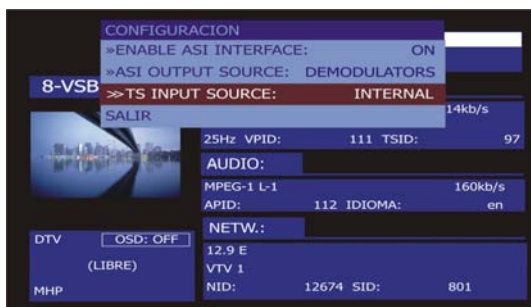 CONFIGURACION
»ENABLE ASI INTERFACE: ON
»ASI OUTPUT SOURCE: DEMODULATORS
»TS INPUT SOURCE: INTERNAL
SALIR
8-VSB
14kb/s
25Hz VPID: 111 TSID: 97
AUDIO:
MPEG-1 L-1 160kb/s
APID: 112 IDIOMA: en
NETW.:
12.9 E
VTV 1
NID: 12674 SID: 801
DTV OSD: OFF
(LIBRE)
MHP